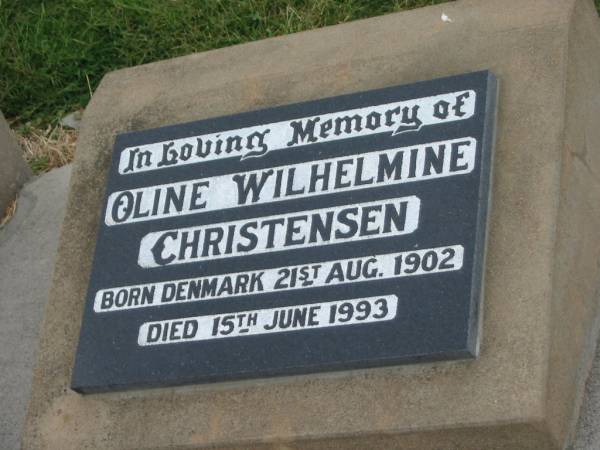 In Loving Memory of
OLINE WILHELMINE
CHRISTENSEN
BORN DENMARK 21ST AUG. 1902
DIED 15TH JUNE 1993